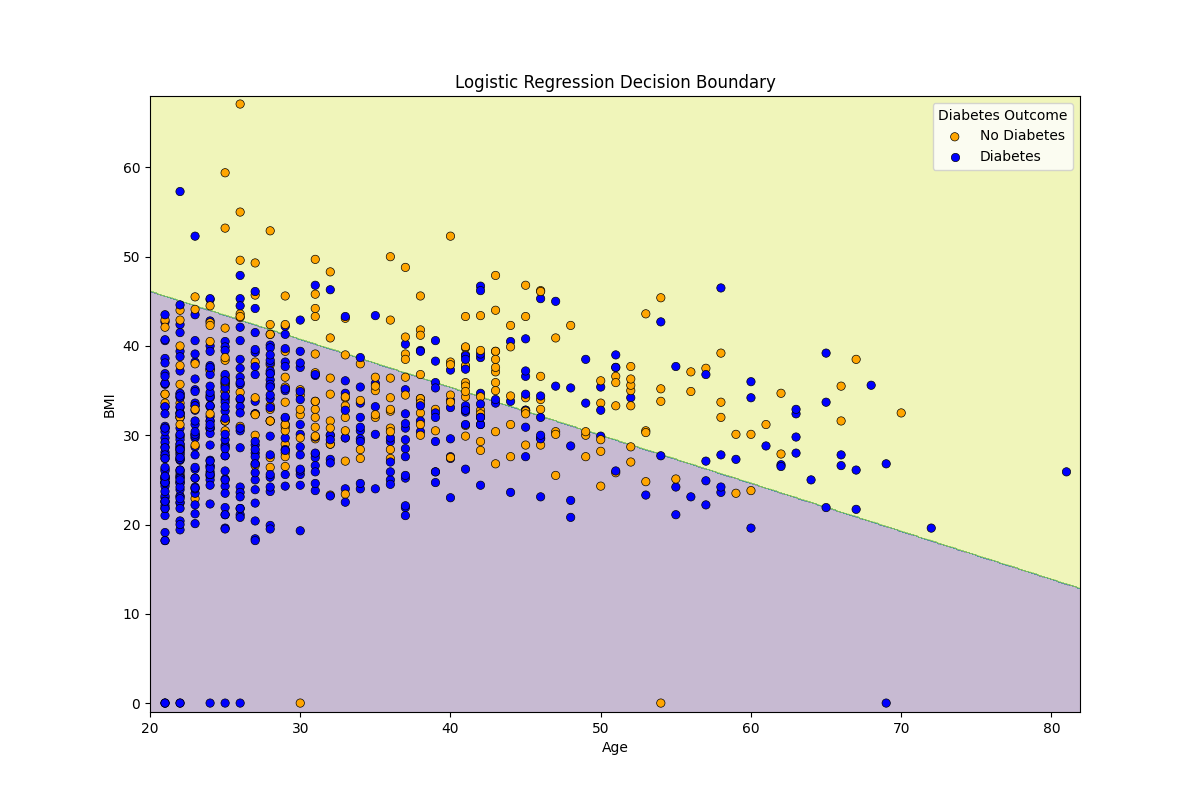 Logistic Regression Decision Boundary
Diabetes Outcome
No Diabetes
Diabetes
60
50
40
30
20
10
0
BMI
20 30 40 50 60 70 80
Age